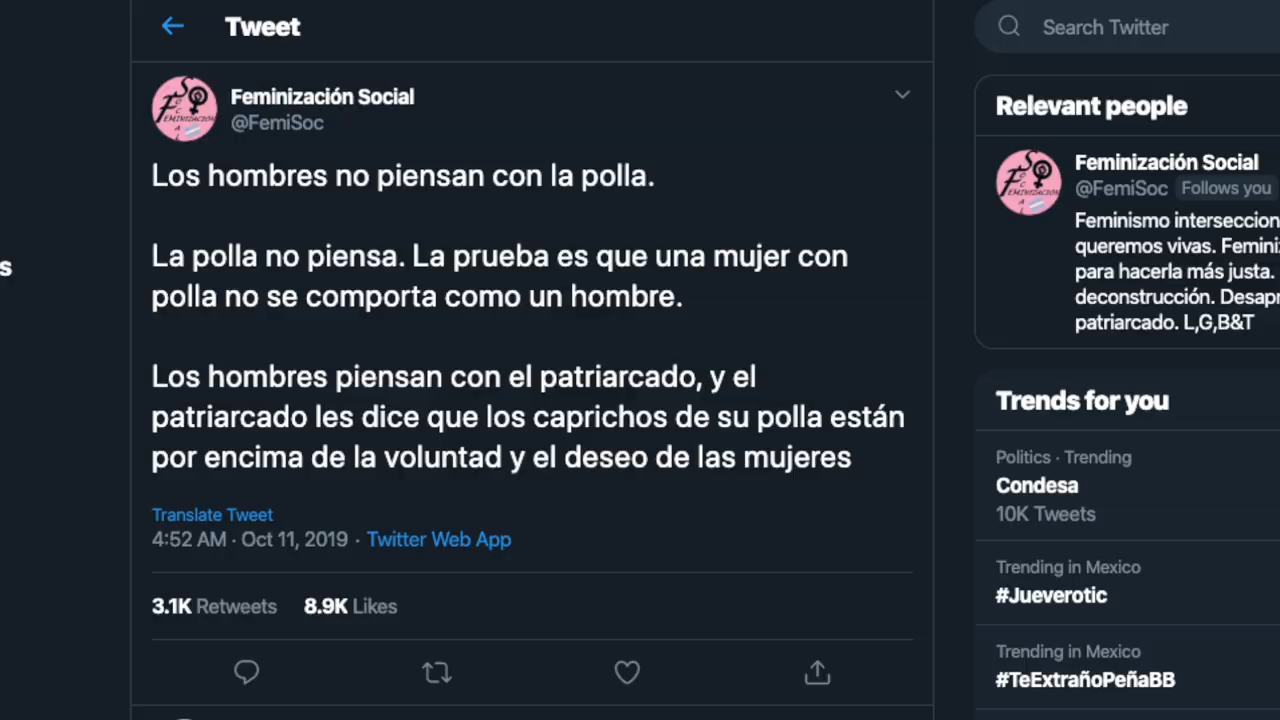 Tweet
Feminización Social
@FemiSoc
Los hombres no piensan con la polla.
La polla no piensa. La prueba es que una mujer con
polla no se comporta como un hombre.
Los hombres piensan con el patriarcado, y el
patriarcado les dice que los caprichos de su polla están
por encima de la voluntad y el deseo de las mujeres
Translate Tweet
4:52 AM · Oct 11, 2019 · Twitter Web App
3.1K Retweets 8.9K Likes
s
Search Twitter
Relevant people
Feminización Social
@FemiSoc Follows you
Feminismo interseccion
queremos vivas. Femini
para hacerla más justa.
deconstrucción. Desapr
patriarcado. L,G,B&T
Trends for you
Politics · Trending
Condesa
10K Tweets
Trending in Mexico
#Jueverotic
Trending in Mexico
#TeExtrañoPeñaBB